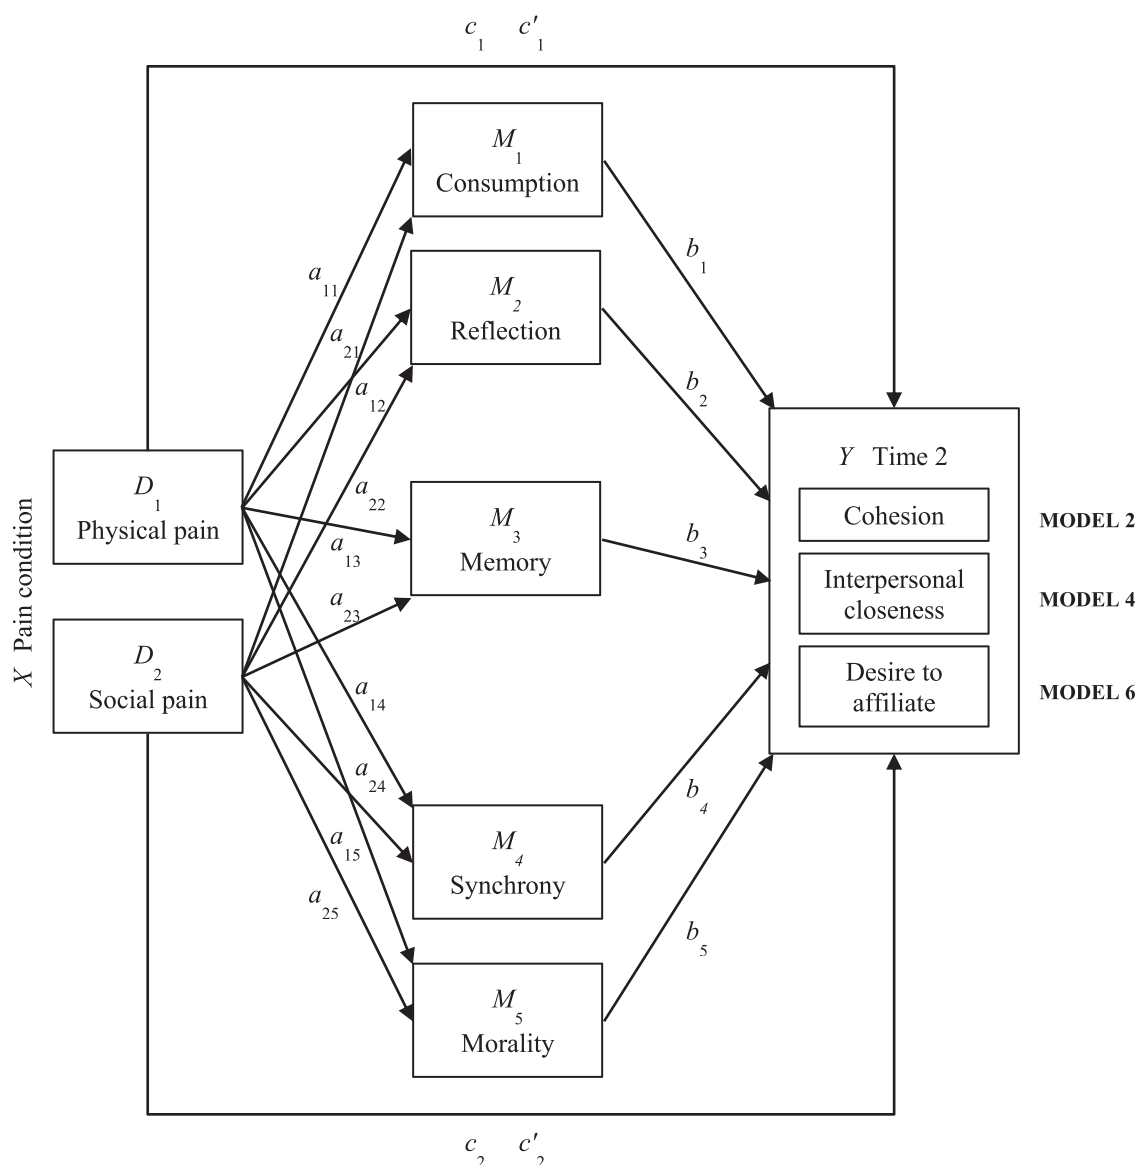 c₁ c′₁
M₁
Consumption
b₁
a₁₁
M₂
Reflection
a₂₁
a₁₂
b₂
Y Time 2
D₁
Physical pain
a₂₂
M₃
Memory
b₃
Cohesion
MODEL 2
a₁₃
X Pain condition
Interpersonal
closeness
MODEL 4
a₂₃
D₂
Social pain
a₁₄
Desire to
affiliate
MODEL 6
a₂₄
b₄
a₁₅
M₄
Synchrony
a₂₅
b₅
M₅
Morality
c₂ c′₂